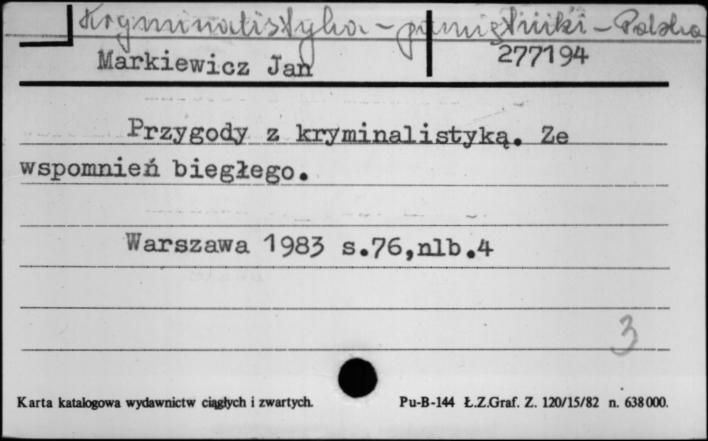 Kryminalistyka - pamiętniki - Polska
Markiewicz Jan 277194
Przygody z kryminalistyką. Ze
wspomnień biegłego.
Warszawa 1983 s.76,nlb.4
3
Karta katalogowa wydawnictw ciągłych i zwartych. Pu-B-144 Ł.Z.Graf. Z. 120/15/82 n. 638000.